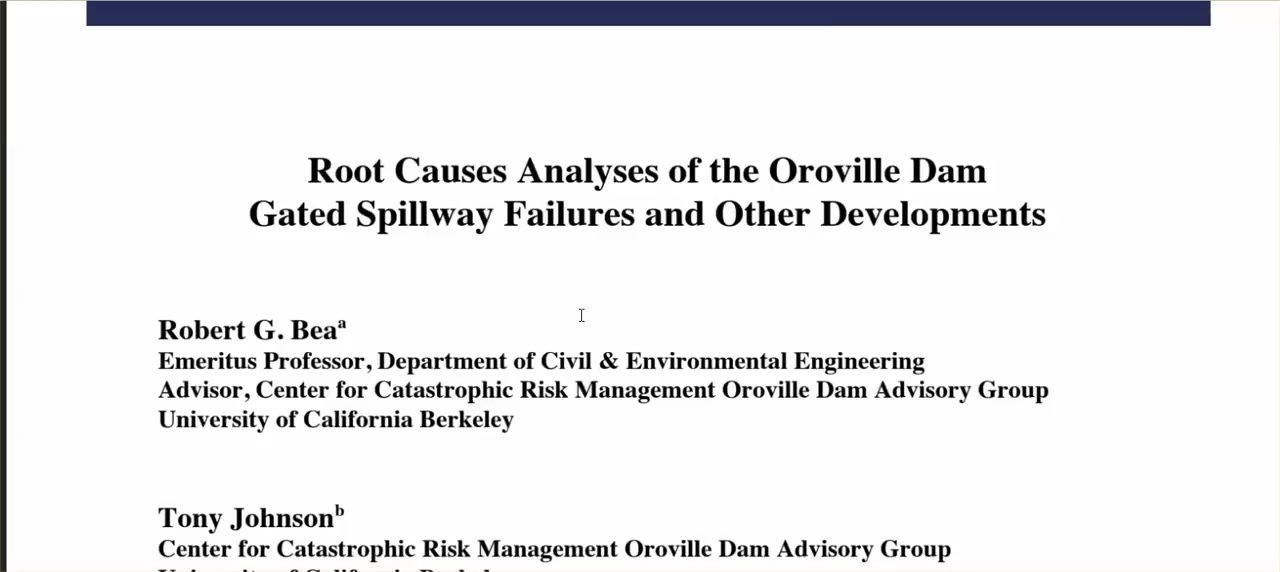 Root Causes Analyses of the Oroville Dam
Gated Spillway Failures and Other Developments
Robert G. Beaᵃ
Emeritus Professor, Department of Civil & Environmental Engineering
Advisor, Center for Catastrophic Risk Management Oroville Dam Advisory Group
University of California Berkeley
Tony Johnsonᵇ
Center for Catastrophic Risk Management Oroville Dam Advisory Group